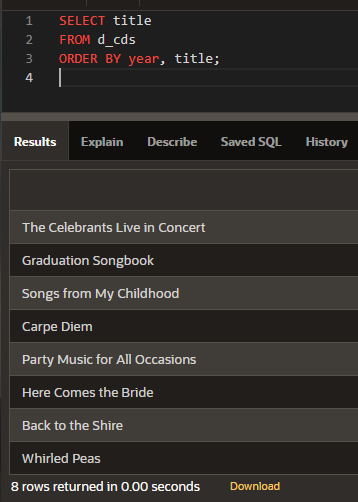 1 SELECT title
2 FROM d_cds
3 ORDER BY year, title;
4
Results Explain Describe Saved SQL History
The Celebrants Live in Concert
Graduation Songbook
Songs from My Childhood
Carpe Diem
Party Music for All Occasions
Here Comes the Bride
Back to the Shire
Whirled Peas
8 rows returned in 0.00 seconds Download